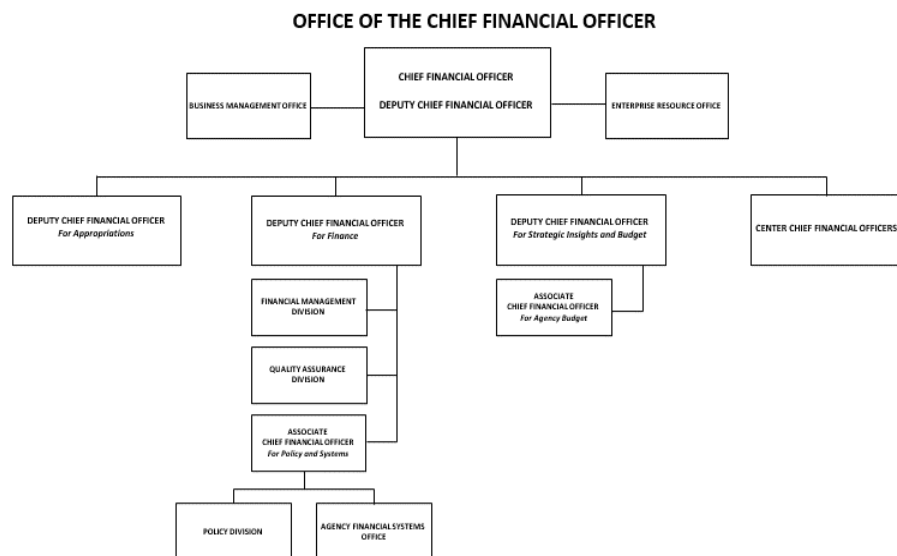 OFFICE OF THE CHIEF FINANCIAL OFFICER
CHIEF FINANCIAL OFFICER
DEPUTY CHIEF FINANCIAL OFFICER
BUSINESS MANAGEMENT OFFICE
ENTERPRISE RESOURCE OFFICE
DEPUTY CHIEF FINANCIAL OFFICER
For Appropriations
DEPUTY CHIEF FINANCIAL OFFICER
For Finance
DEPUTY CHIEF FINANCIAL OFFICER
For Strategic Insights and Budget
CENTER CHIEF FINANCIAL OFFICERS
FINANCIAL MANAGEMENT
DIVISION
QUALITY ASSURANCE
DIVISION
ASSOCIATE
CHIEF FINANCIAL OFFICER
For Policy and Systems
ASSOCIATE
CHIEF FINANCIAL OFFICER
For Agency Budget
POLICY DIVISION
AGENCY FINANCIAL SYSTEMS
OFFICE